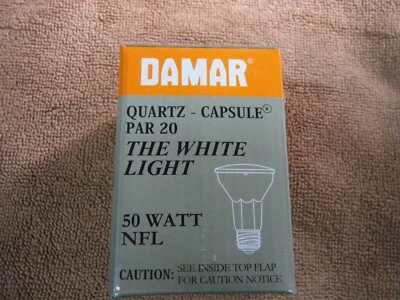 DAMAR®
QUARTZ - CAPSULE®
PAR 20
THE WHITE
LIGHT
50 WATT
NFL
CAUTION: SEE INSIDE TOP FLAP
FOR CAUTION NOTICE